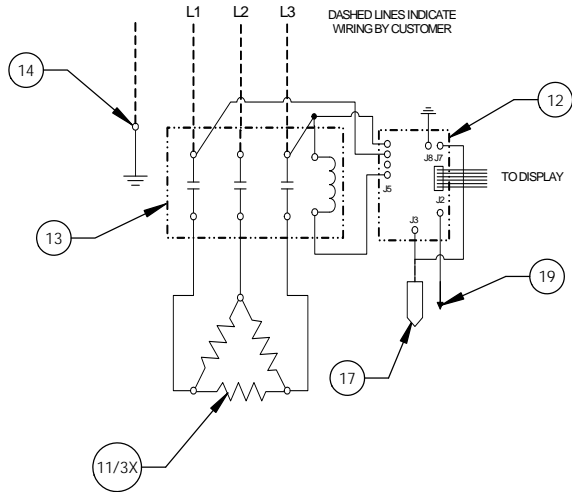 L1 L2 L3
DASHED LINES INDICATE
WIRING BY CUSTOMER
14
12
J8 J7
TO DISPLAY
J5
J2
J3
13
19
17
11/3X